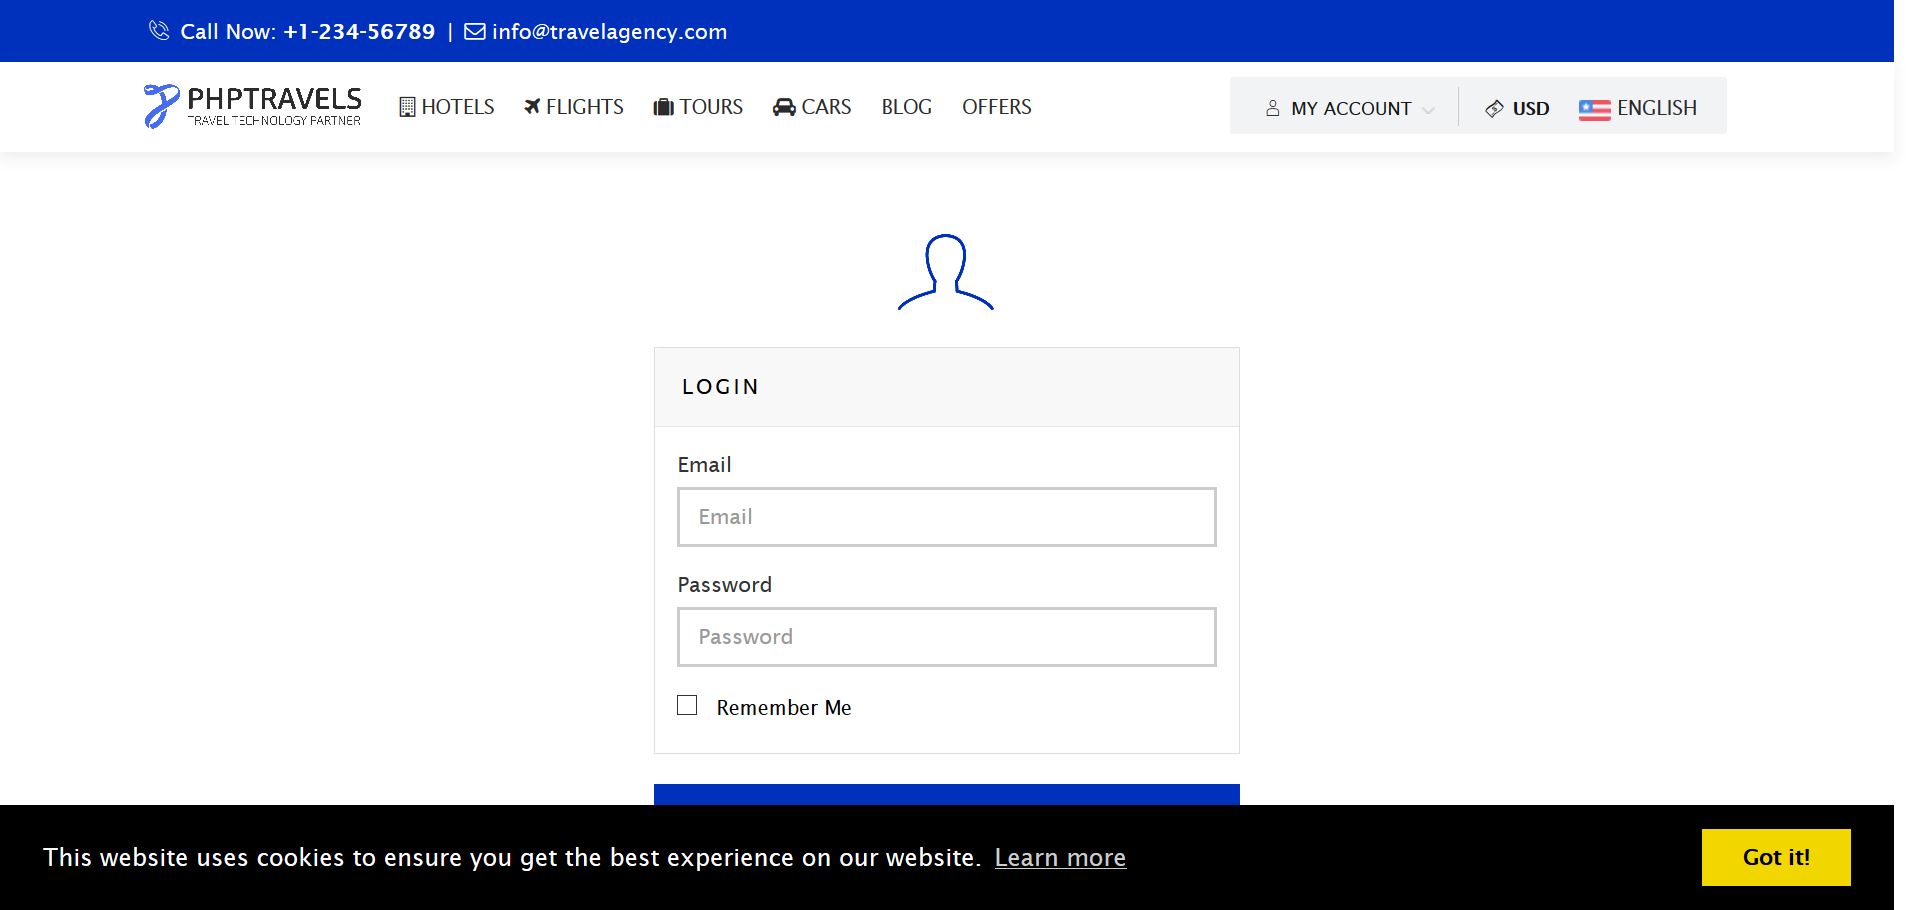 Call Now: +1-234-56789 | info@travelagency.com
PHPTRAVELS
TRAVEL TECHNOLOGY PARTNER
HOTELS FLIGHTS TOURS CARS BLOG OFFERS MY ACCOUNT USD ENGLISH
LOGIN
Email
Email
Password
Password
Remember Me
This website uses cookies to ensure you get the best experience on our website. Learn more Got it!